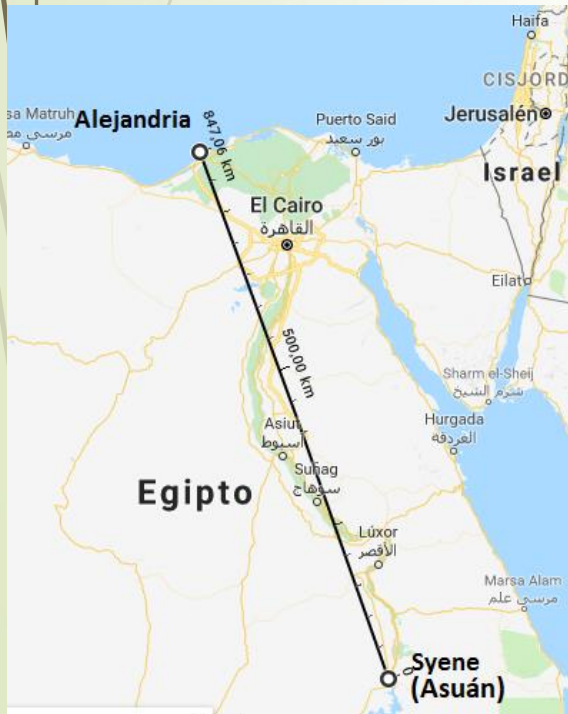 Haifa
CISJORD
sa Matruh
مرسى مط
Alejandria
847,06 km
Puerto Said
بور سعيد
Jerusalén
Israel
El Cairo
القاهرة
Eilat
500,00 km
Sharm el-Sheij
شرم الشيخ
Hurgada
الغردقة
Asiut
أسيوط
Suhag
سوهاج
Egipto
Lúxor
الأقصر
Marsa Alam
مرسى علم
Syene
(Asuán)
0